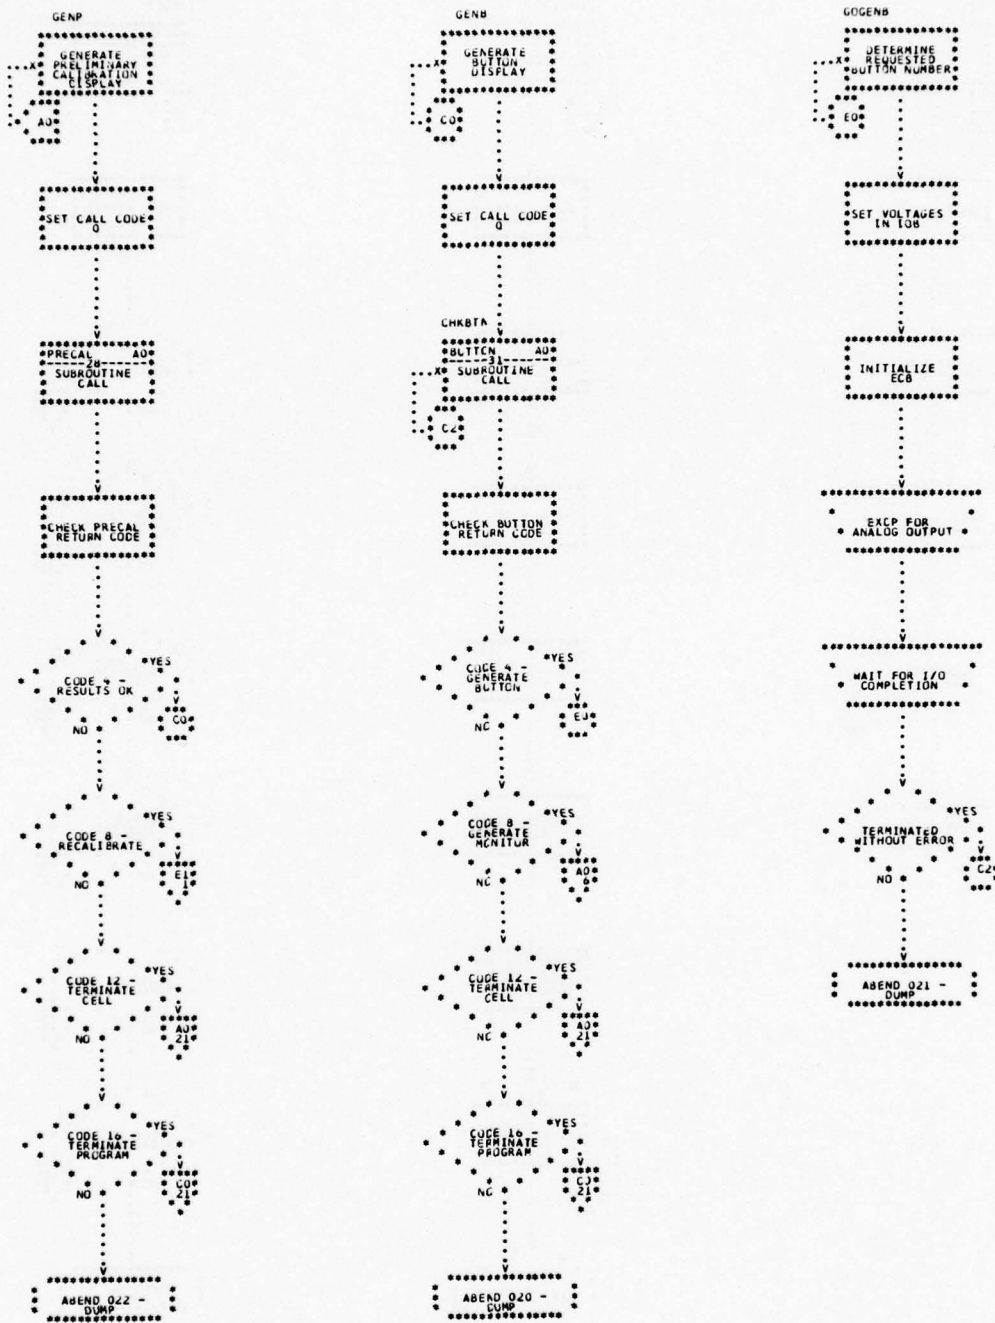 GENP
GENERATE
PRELIMINARY
CALIBRATION
DISPLAY
A0
SET CALL CODE
0
PRECAL A0
28
SUBROUTINE
CALL
CHECK PRECAL
RETURN CODE
CODE 4 -
RESULTS OK
YES
C0
NO
CODE 8 -
RECALIBRATE
YES
E1
1
NO
CODE 12 -
TERMINATE
CELL
YES
A0
21
NO
CODE 16 -
TERMINATE
PROGRAM
YES
C0
21
NO
ABEND 022 -
DUMP
GENB
GENERATE
BUTTON
DISPLAY
C0
SET CALL CODE
0
CHKBTN
BUTTON A0
31
SUBROUTINE
CALL
C2
CHECK BUTTON
RETURN CODE
CODE 4 -
GENERATE
BUTTON
YES
E0
NO
CODE 8 -
GENERATE
MONITOR
YES
A0
6
NO
CODE 12 -
TERMINATE
CELL
YES
A0
21
NO
CODE 16 -
TERMINATE
PROGRAM
YES
C0
21
NO
ABEND 020 -
DUMP
GOGENB
DETERMINE
REQUESTED
BUTTON NUMBER
E0
SET VOLTAGES
IN IOB
INITIALIZE
ECB
EXCP FOR
ANALOG OUTPUT
WAIT FOR I/O
COMPLETION
TERMINATED
WITHOUT ERROR
YES
C2
NO
ABEND 021 -
DUMP